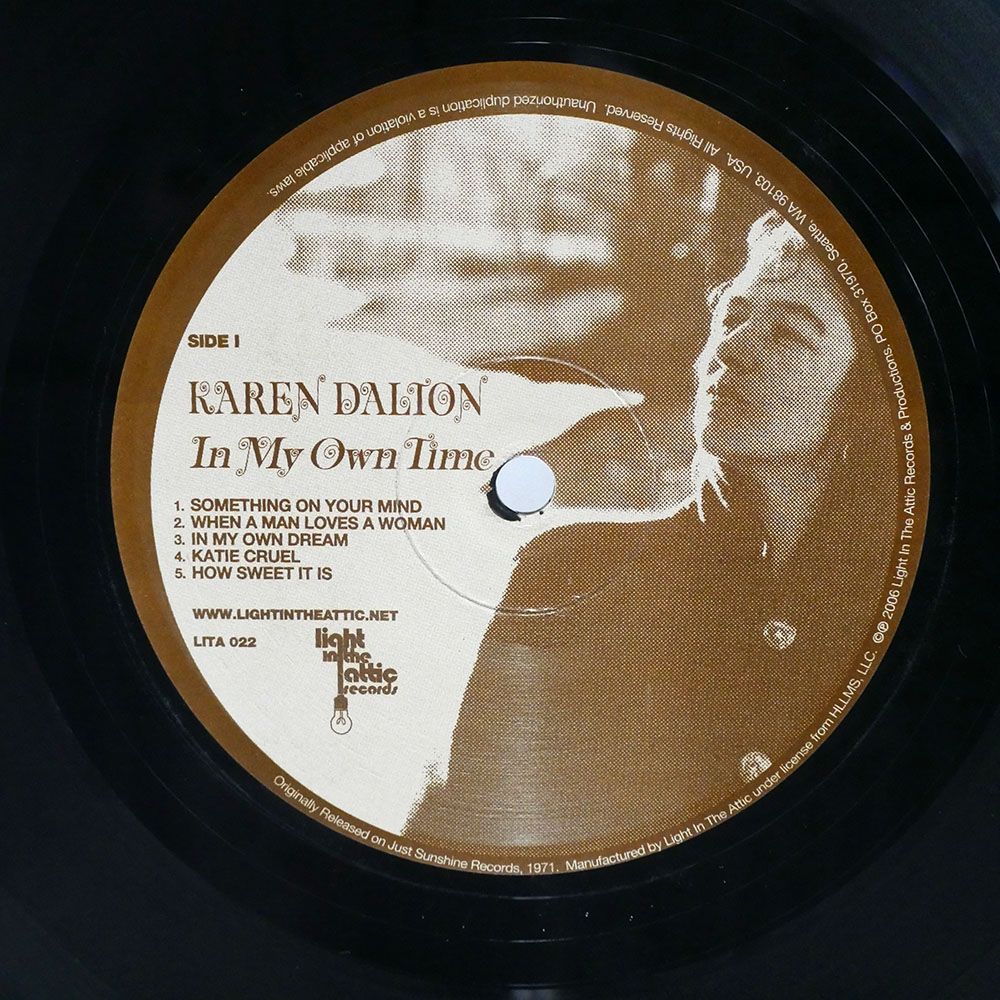 SIDE I
KAREN DALTON
In My Own Time
1. SOMETHING ON YOUR MIND
2. WHEN A MAN LOVES A WOMAN
3. IN MY OWN DREAM
4. KATIE CRUEL
5. HOW SWEET IT IS
WWW.LIGHTINTHEATTIC.NET
LITA 022
light
in the
attic
records
Originally Released on Just Sunshine Records, 1971. Manufactured by Light In The Attic under license from HLLMS, LLC. ©℗ 2006 Light In The Attic Records & Productions. PO Box 31970, Seattle, WA 98103, USA. All Rights Reserved. Unauthorized duplication is a violation of applicable laws.